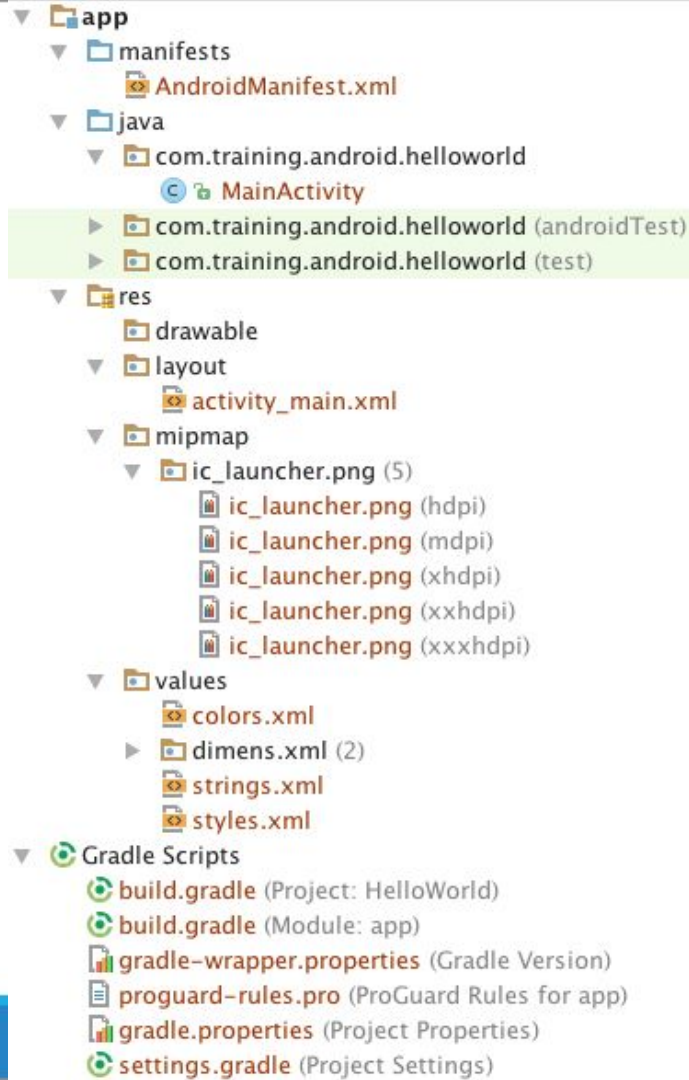 app
manifests
AndroidManifest.xml
java
com.training.android.helloworld
C MainActivity
com.training.android.helloworld (androidTest)
com.training.android.helloworld (test)
res
drawable
layout
activity_main.xml
mipmap
ic_launcher.png (5)
ic_launcher.png (hdpi)
ic_launcher.png (mdpi)
ic_launcher.png (xhdpi)
ic_launcher.png (xxhdpi)
ic_launcher.png (xxxhdpi)
values
colors.xml
dimens.xml (2)
strings.xml
styles.xml
Gradle Scripts
build.gradle (Project: HelloWorld)
build.gradle (Module: app)
gradle-wrapper.properties (Gradle Version)
proguard-rules.pro (ProGuard Rules for app)
gradle.properties (Project Properties)
settings.gradle (Project Settings)